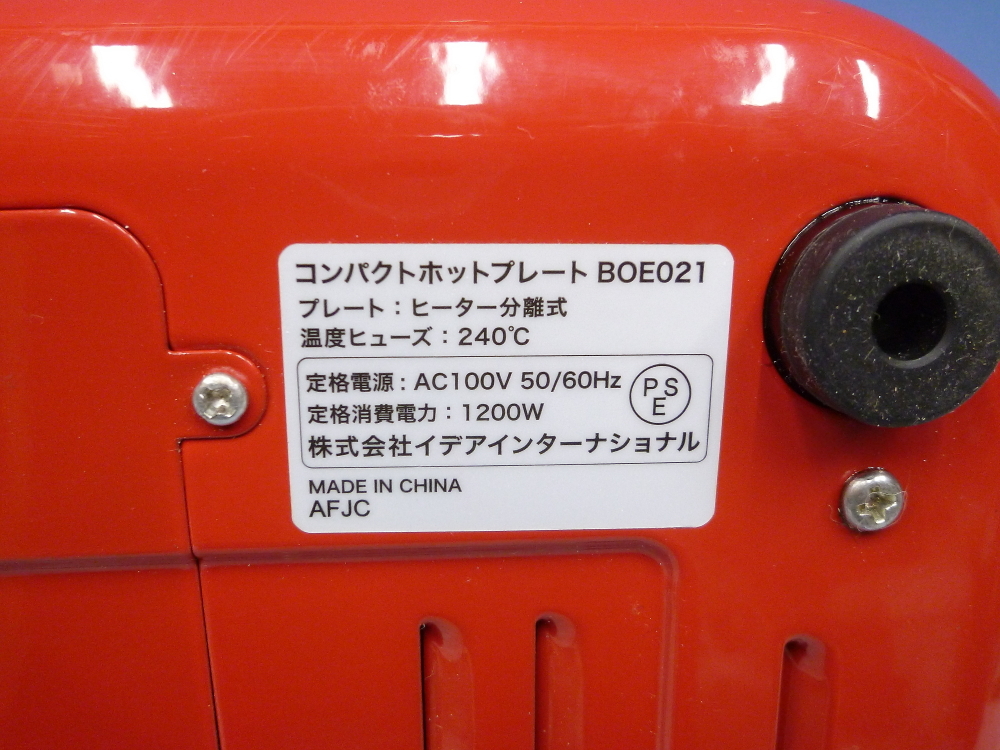 コンパクトホットプレート BOE021
プレート：ヒーター分離式
温度ヒューズ：240℃
定格電源：AC100V 50/60Hz
PSE
定格消費電力：1200W
株式会社イデアインターナショナル
MADE IN CHINA
AFJC